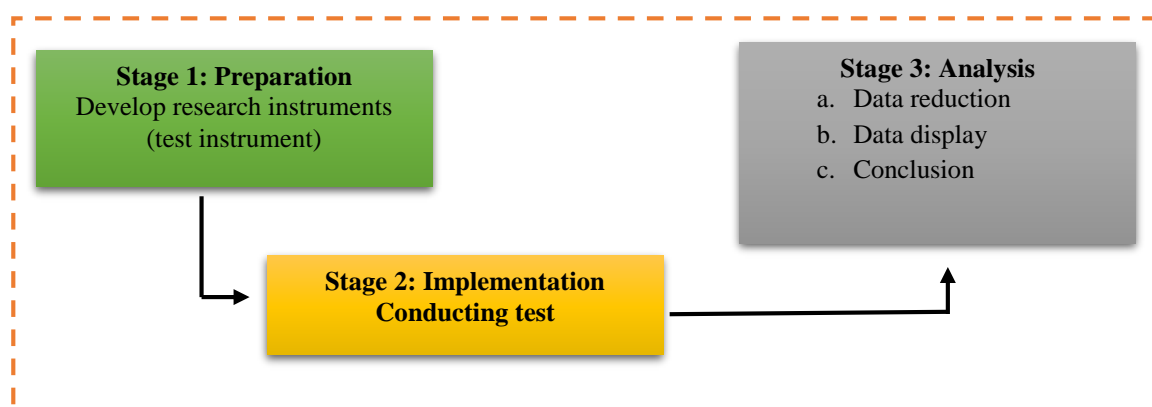 Stage 1: Preparation
Develop research instruments
(test instrument)
Stage 2: Implementation
Conducting test
Stage 3: Analysis
a. Data reduction
b. Data display
c. Conclusion